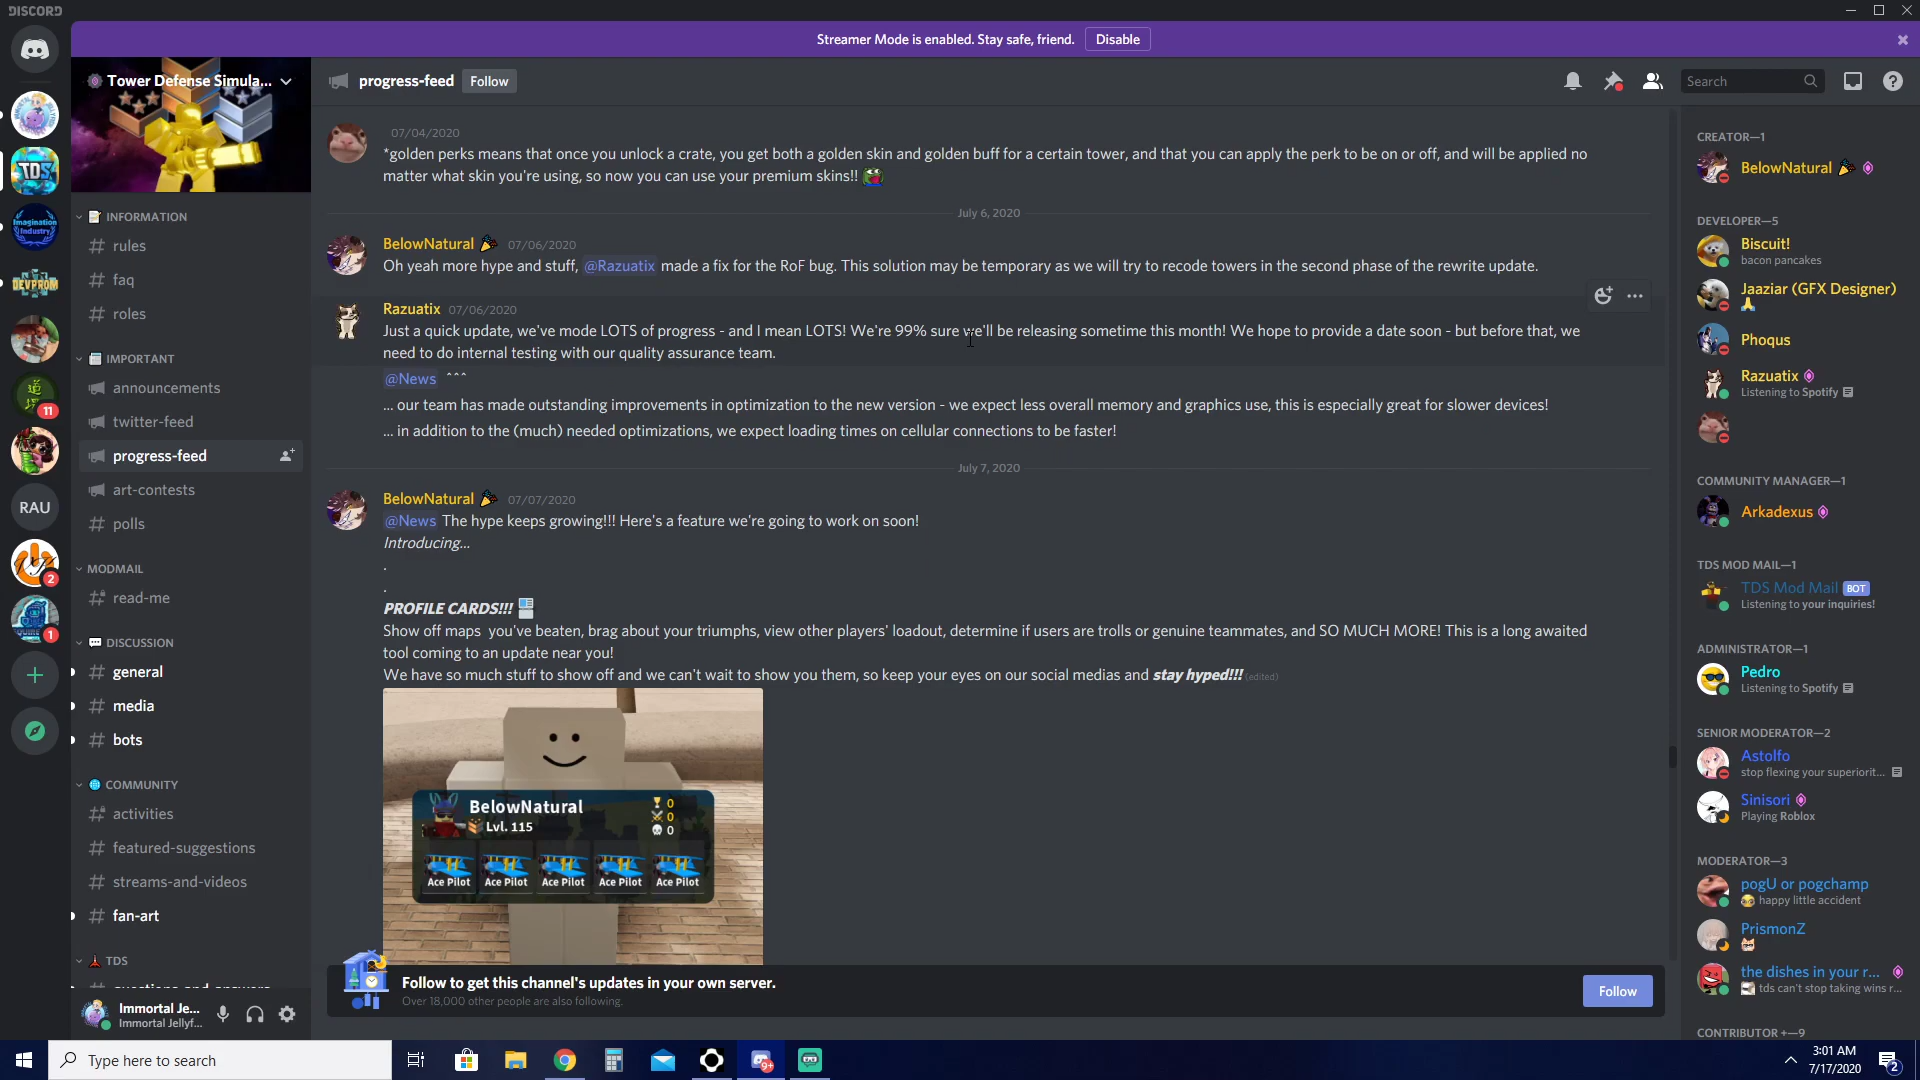 DISCORD
Streamer Mode is enabled. Stay safe, friend.
Disable
Tower Defense Simula...
progress-feed
Follow
Search
INFORMATION
rules
faq
roles
IMPORTANT
announcements
twitter-feed
progress-feed
art-contests
polls
MODMAIL
read-me
DISCUSSION
general
media
bots
COMMUNITY
activities
featured-suggestions
streams-and-videos
fan-art
TDS
TDS
Imagination
Industry
DEVPROM
11
RAU
2
1
Immortal Je...
Immortal Jellyf...
07/04/2020
*golden perks means that once you unlock a crate, you get both a golden skin and golden buff for a certain tower, and that you can apply the perk to be on or off, and will be applied no
matter what skin you're using, so now you can use your premium skins!!
July 6, 2020
BelowNatural 07/06/2020
Oh yeah more hype and stuff, @Razuatix made a fix for the RoF bug. This solution may be temporary as we will try to recode towers in the second phase of the rewrite update.
Razuatix 07/06/2020
Just a quick update, we've mode LOTS of progress - and I mean LOTS! We're 99% sure we'll be releasing sometime this month! We hope to provide a date soon - but before that, we
need to do internal testing with our quality assurance team.
@News ^^^
... our team has made outstanding improvements in optimization to the new version - we expect less overall memory and graphics use, this is especially great for slower devices!
... in addition to the (much) needed optimizations, we expect loading times on cellular connections to be faster!
July 7, 2020
BelowNatural 07/07/2020
@News The hype keeps growing!!! Here's a feature we're going to work on soon!
Introducing...
.
.
PROFILE CARDS!!!
Show off maps you've beaten, brag about your triumphs, view other players' loadout, determine if users are trolls or genuine teammates, and SO MUCH MORE! This is a long awaited
tool coming to an update near you!
We have so much stuff to show off and we can't wait to show you them, so keep your eyes on our social medias and stay hyped!!! (edited)
BelowNatural
Lvl. 115
0
0
0
Ace Pilot Ace Pilot Ace Pilot Ace Pilot Ace Pilot
Follow to get this channel's updates in your own server.
Over 18,000 other people are also following.
Follow
CREATOR—1
BelowNatural
DEVELOPER—5
Biscuit!
bacon pancakes
Jaaziar (GFX Designer)
Phoqus
Razuatix
Listening to Spotify
COMMUNITY MANAGER—1
Arkadexus
TDS MOD MAIL—1
TDS Mod Mail BOT
Listening to your inquiries!
ADMINISTRATOR—1
Pedro
Listening to Spotify
SENIOR MODERATOR—2
Astolfo
stop flexing your superiorit...
Sinisori
Playing Roblox
MODERATOR—3
pogU or pogchamp
happy little accident
PrismonZ
the dishes in your r...
tds can't stop taking wins r...
CONTRIBUTOR +—9
Type here to search
9+
3:01 AM
7/17/2020
2